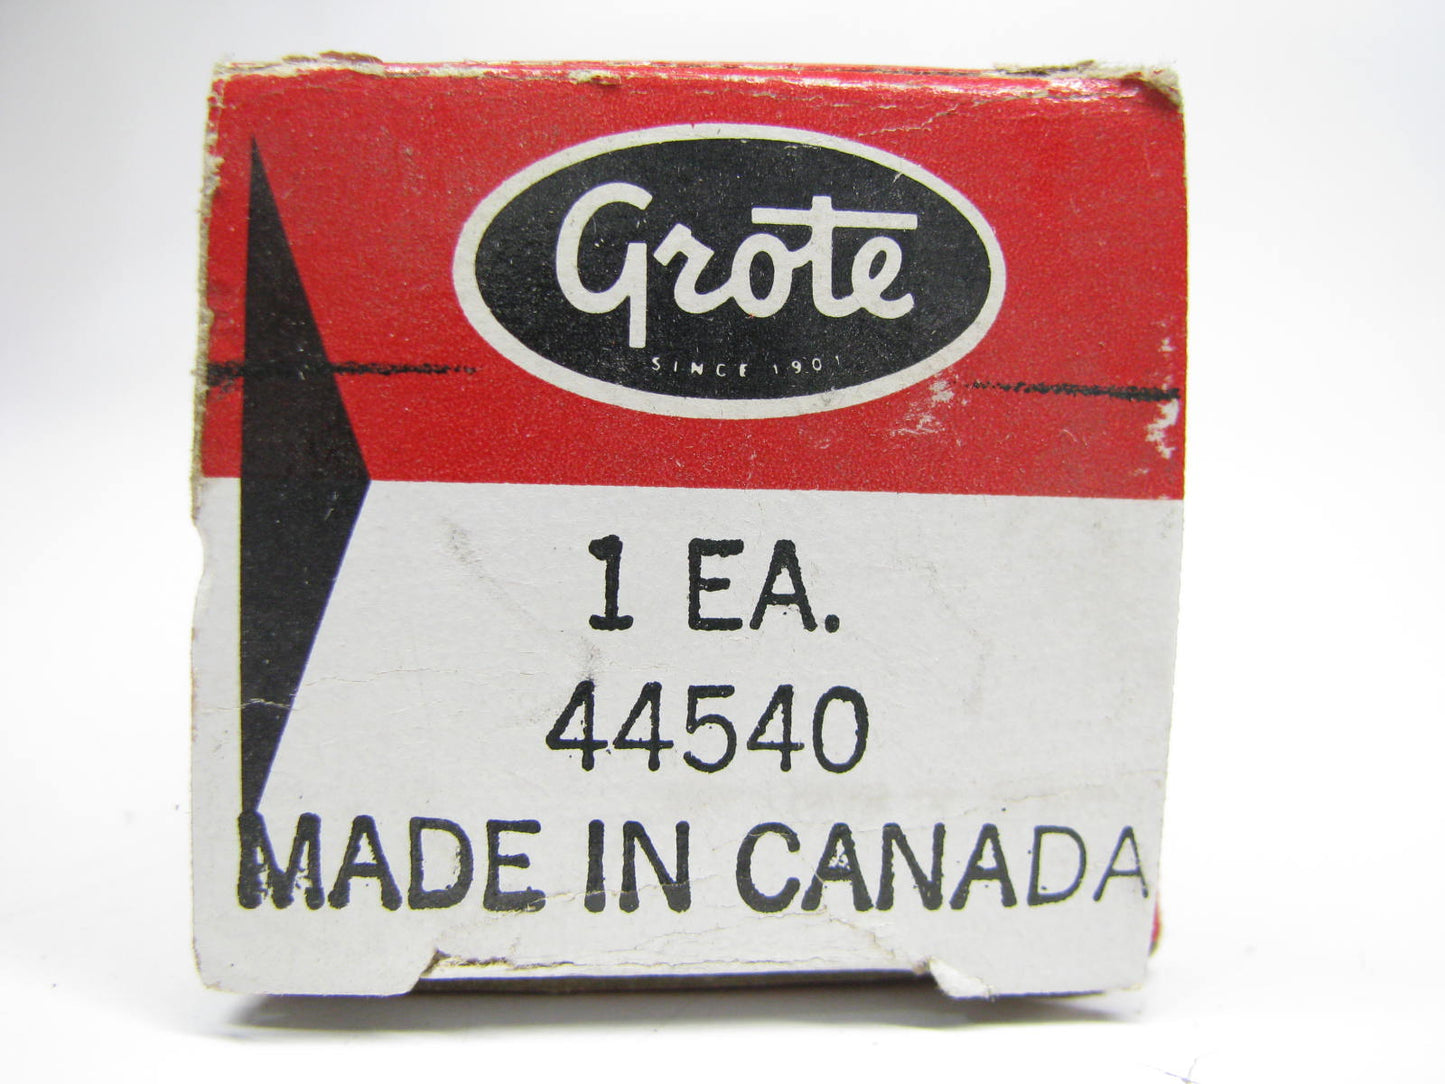 Grote
SINCE 1901
1 EA.
44540
MADE IN CANADA